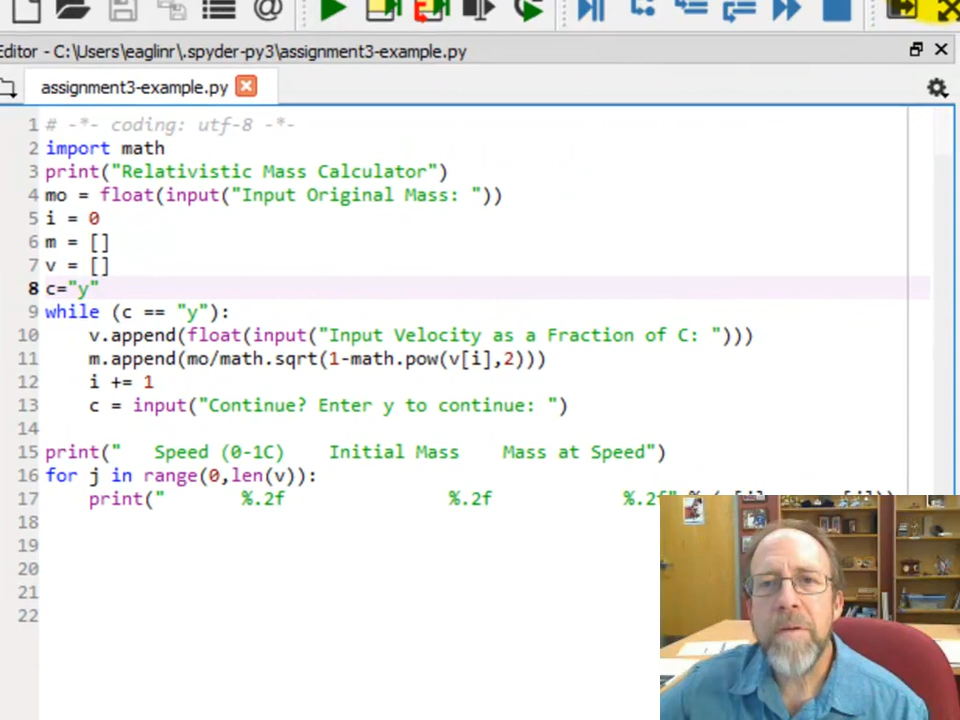 Editor - C:\Users\eaglinr\.spyder-py3\assignment3-example.py
assignment3-example.py
1 # -*- coding: utf-8 -*-
2 import math
3 print("Relativistic Mass Calculator")
4 mo = float(input("Input Original Mass: "))
5 i = 0
6 m = []
7 v = []
8 c="y"
9 while (c == "y"):
10     v.append(float(input("Input Velocity as a Fraction of C: ")))
11     m.append(mo/math.sqrt(1-math.pow(v[i],2)))
12     i += 1
13     c = input("Continue? Enter y to continue: ")
14
15 print("   Speed (0-1C)    Initial Mass    Mass at Speed")
16 for j in range(0,len(v)):
17     print("       %.2f               %.2f            %.2f"
18
19
20
21
22